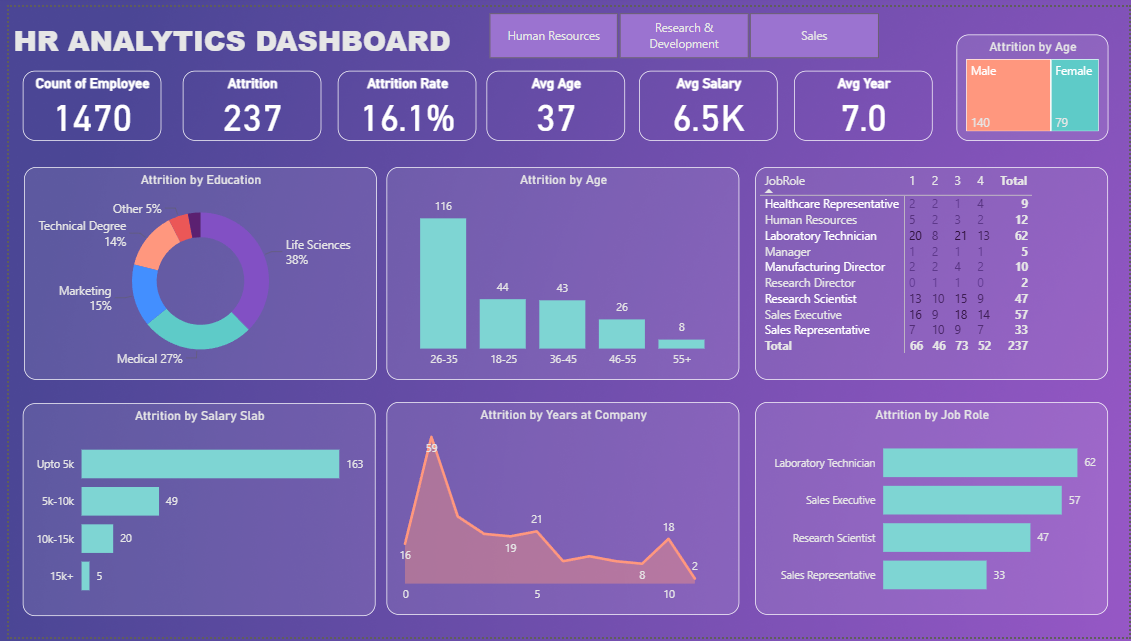 HR ANALYTICS DASHBOARD
Human Resources
Research &
Development
Sales
Attrition by Age
Male
Female
140
79
Count of Employee
1470
Attrition
237
Attrition Rate
16.1%
Avg Age
37
Avg Salary
6.5K
Avg Year
7.0
Attrition by Education
Other 5%
Technical Degree
14%
Life Sciences
38%
Marketing
15%
Medical 27%
Attrition by Age
116
44
43
26
8
26-35 18-25 36-45 46-55 55+
JobRole 1 2 3 4 Total
Healthcare Representative 2 2 1 4 9
Human Resources 5 2 3 2 12
Laboratory Technician 20 8 21 13 62
Manager 1 2 1 1 5
Manufacturing Director 2 2 4 2 10
Research Director 0 1 1 0 2
Research Scientist 13 10 15 9 47
Sales Executive 16 9 18 14 57
Sales Representative 7 10 9 7 33
Total 66 46 73 52 237
Attrition by Salary Slab
Upto 5k 163
5k-10k 49
10k-15k 20
15k+ 5
Attrition by Years at Company
59
16
19
21
8
18
2
0 5 10
Attrition by Job Role
Laboratory Technician 62
Sales Executive 57
Research Scientist 47
Sales Representative 33